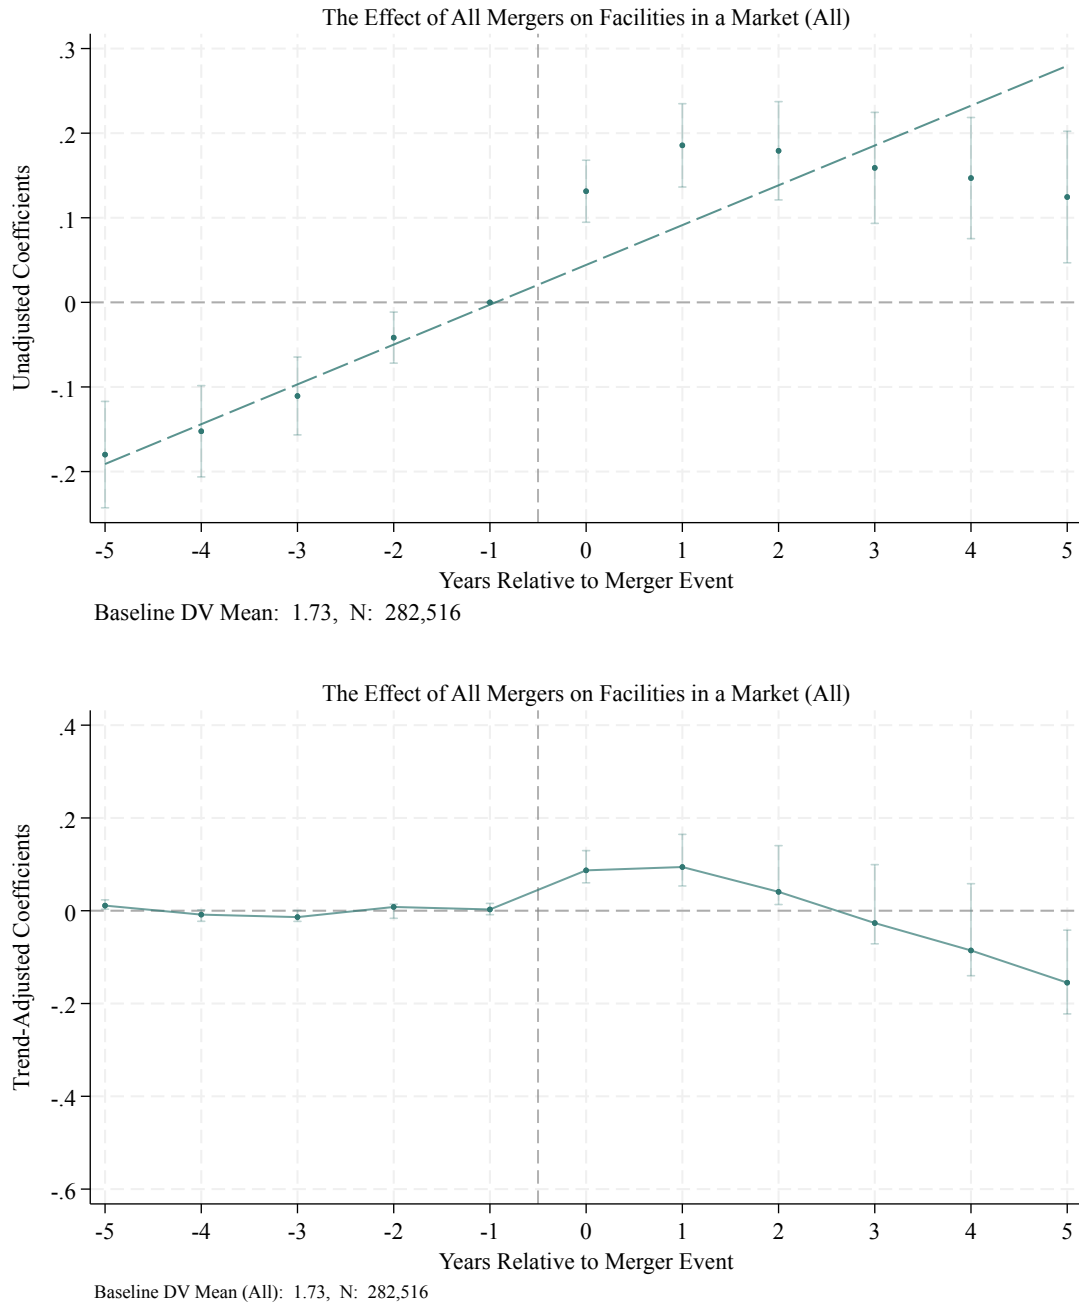 The Effect of All Mergers on Facilities in a Market (All)
.3
.2
.1
0
-.1
-.2
Unadjusted Coefficients
-5 -4 -3 -2 -1 0 1 2 3 4 5
Years Relative to Merger Event
Baseline DV Mean: 1.73, N: 282,516
The Effect of All Mergers on Facilities in a Market (All)
.4
.2
0
-.2
-.4
-.6
Trend-Adjusted Coefficients
-5 -4 -3 -2 -1 0 1 2 3 4 5
Years Relative to Merger Event
Baseline DV Mean (All): 1.73, N: 282,516